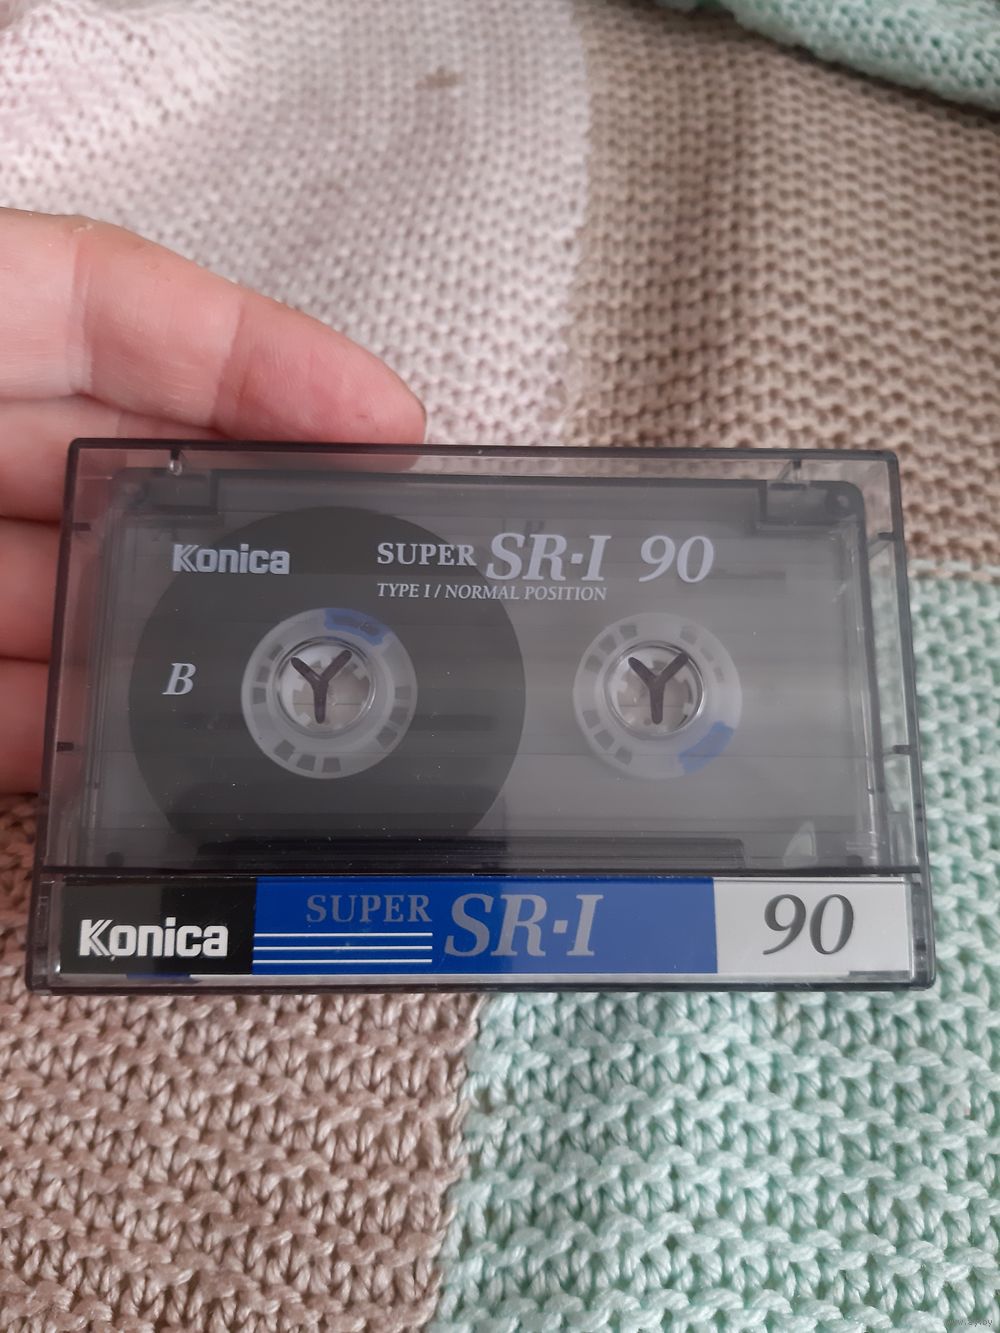 Konica SUPER SR·I 90
TYPE I / NORMAL POSITION
B
Konica SUPER SR·I 90